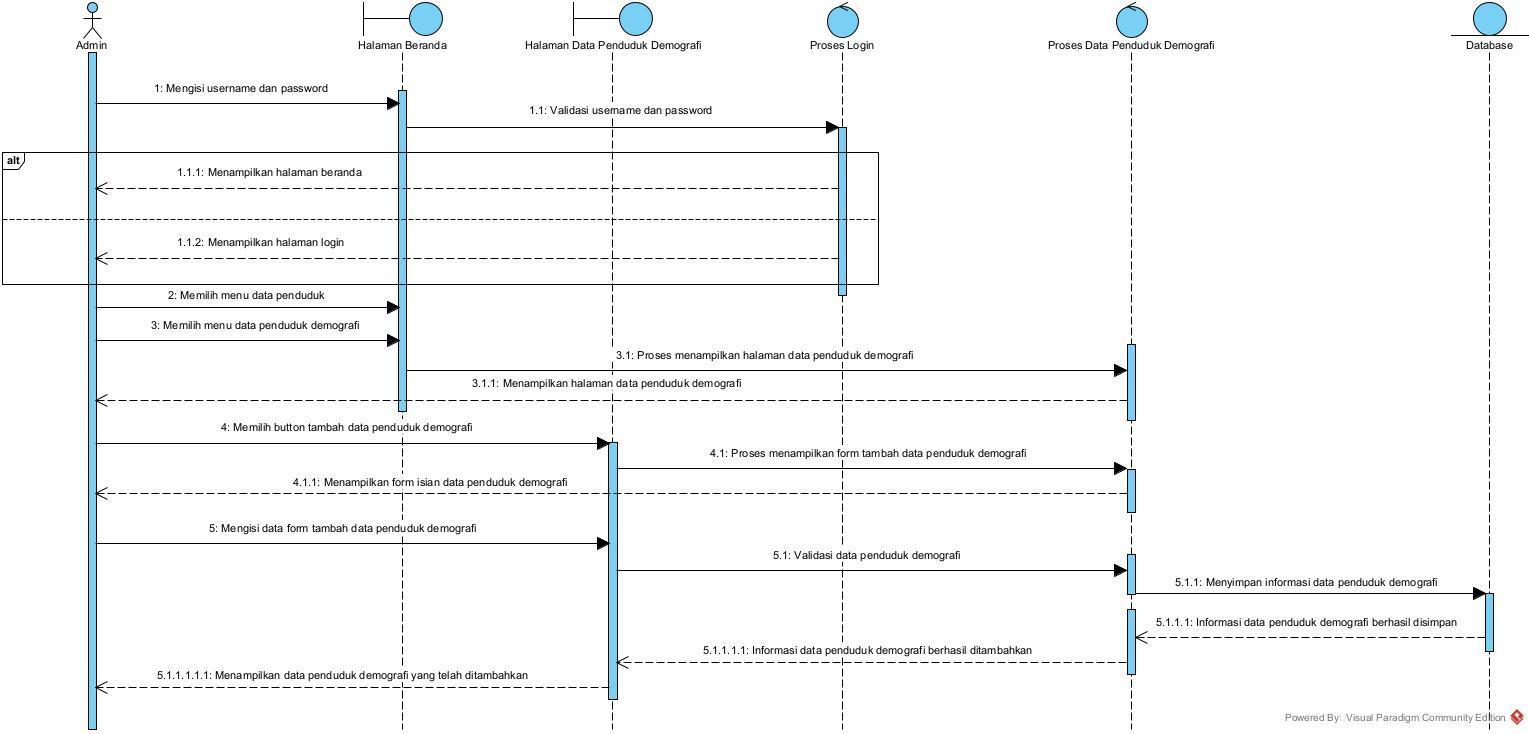 Admin
Halaman Beranda
Halaman Data Penduduk Demografi
Proses Login
Proses Data Penduduk Demografi
Database
1: Mengisi username dan password
1.1: Validasi username dan password
alt
1.1.1: Menampilkan halaman beranda
1.1.2: Menampilkan halaman login
2: Memilih menu data penduduk
3: Memilih menu data penduduk demografi
3.1: Proses menampilkan halaman data penduduk demografi
3.1.1: Menampilkan halaman data penduduk demografi
4: Memilih button tambah data penduduk demografi
4.1: Proses menampilkan form tambah data penduduk demografi
4.1.1: Menampilkan form isian data penduduk demografi
5: Mengisi data form tambah data penduduk demografi
5.1: Validasi data penduduk demografi
5.1.1: Menyimpan informasi data penduduk demografi
5.1.1.1: Informasi data penduduk demografi berhasil disimpan
5.1.1.1.1: Informasi data penduduk demografi berhasil ditambahkan
5.1.1.1.1.1: Menampilkan data penduduk demografi yang telah ditambahkan
Powered By Visual Paradigm Community Edition